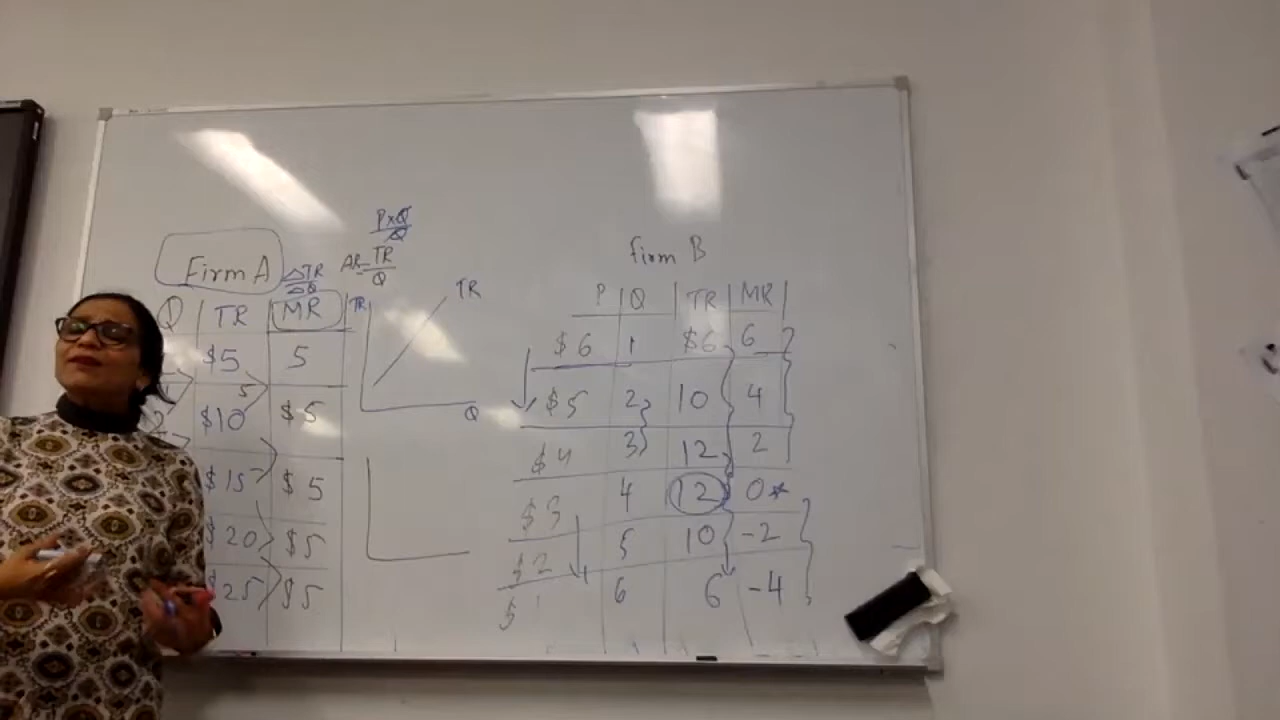 P×Q
Q
Firm A
ΔTR
ΔQ
AR = TR
Q
Q TR MR
$5 5
5
2 $10 $5
$15 $5
$20 $5
$25 $5
TR
TR
Q
firm B
P Q TR MR
$6 1 $6 6
$5 2 10 4
$4 3 12 2
$3 4 12 0*
$2 5 10 -2
$1 6 6 -4